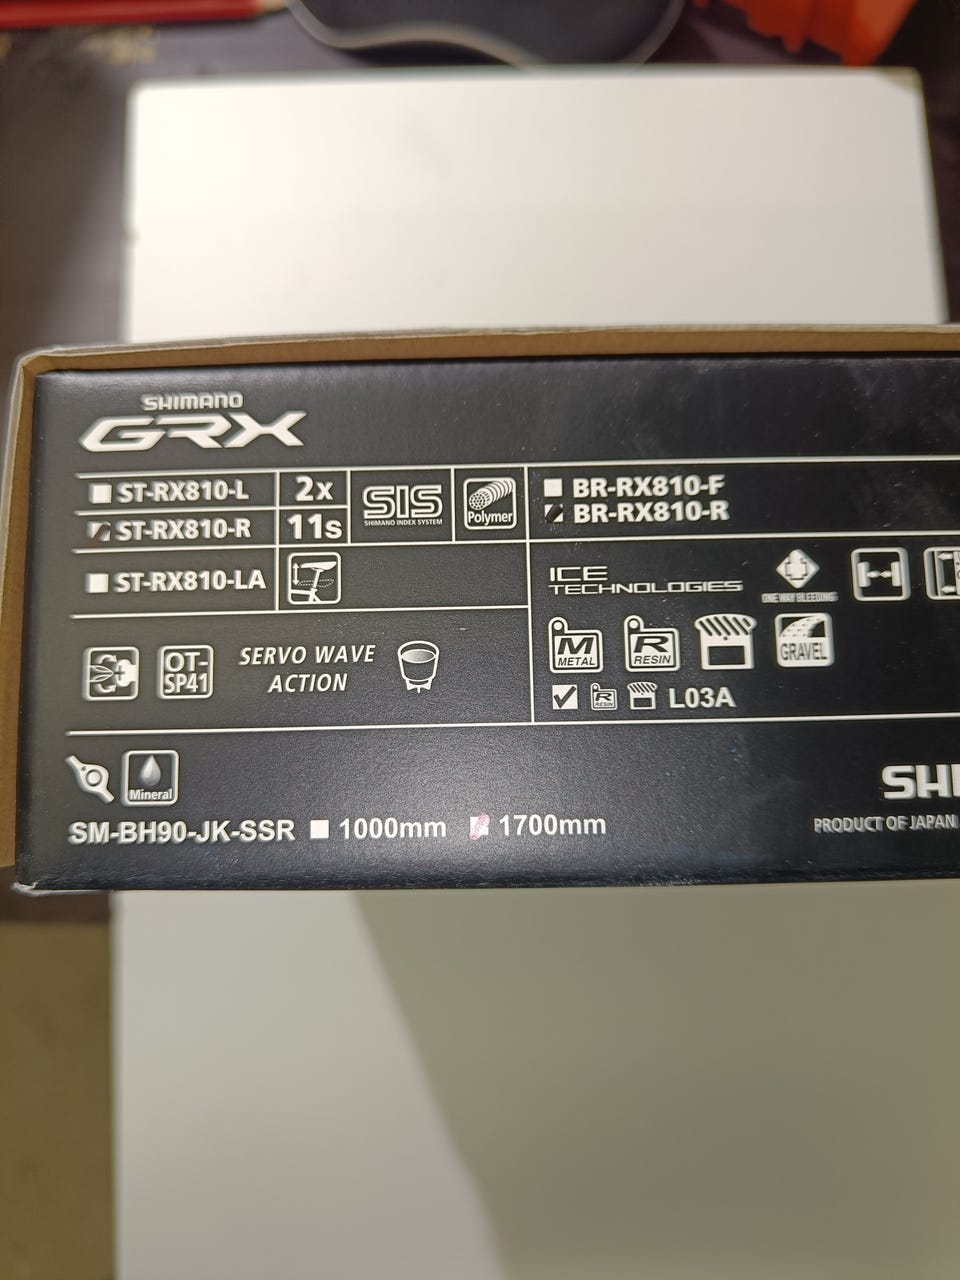 SHIMANO
GRX
ST-RX810-L
ST-RX810-R
2x
11s
SIS
SHIMANO INDEX SYSTEM
Polymer
ST-RX810-LA
OT-
SP41
SERVO WAVE
ACTION
BR-RX810-F
BR-RX810-R
ICE
TECHNOLOGIES
ONE WAY BLEEDING
M
METAL
R
RESIN
GRAVEL
R
RESIN
L03A
Mineral
SM-BH90-JK-SSR 1000mm 1700mm
SHI
PRODUCT OF JAPAN